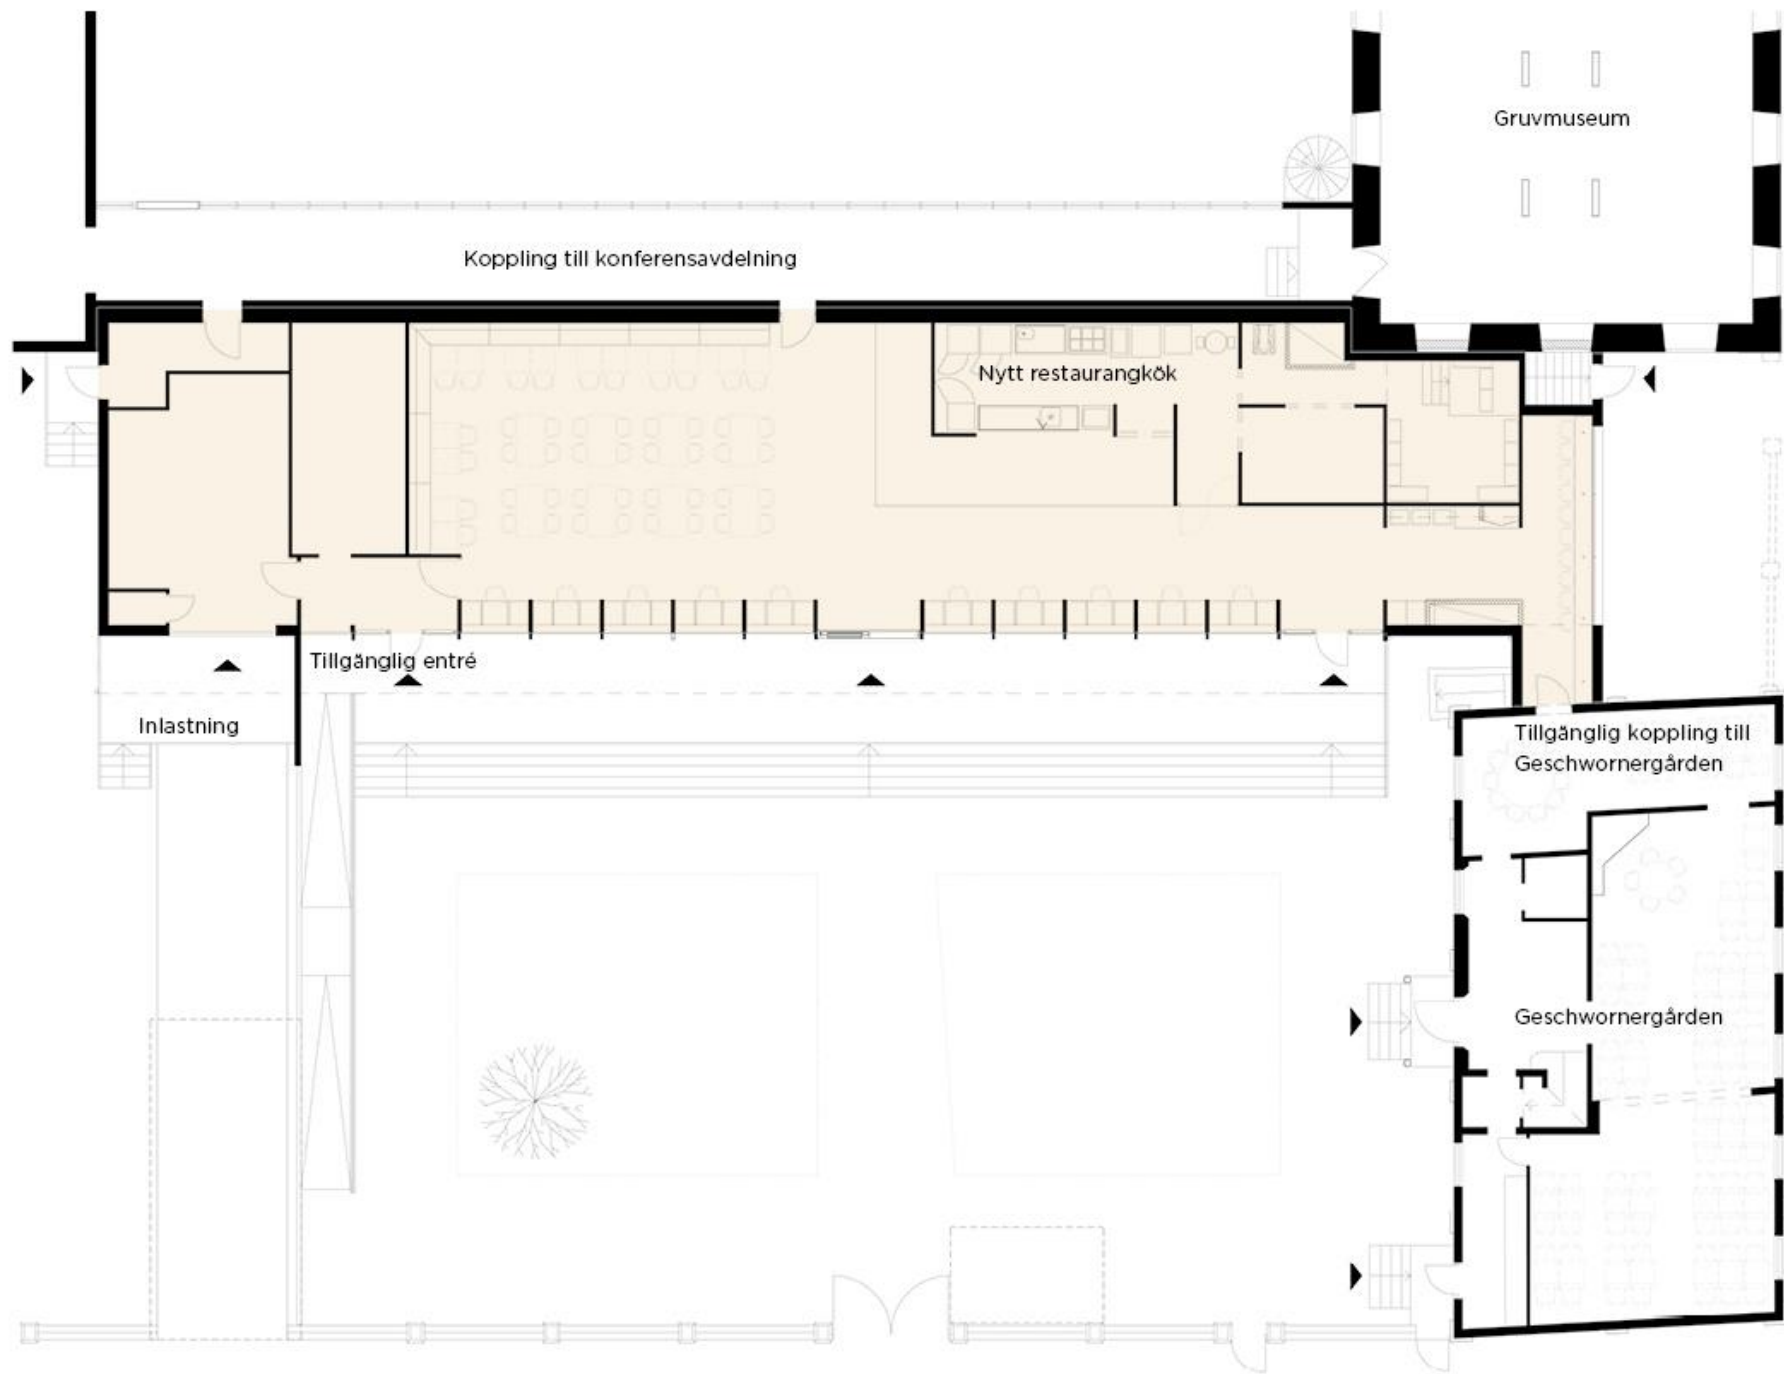 Gruvmuseum
Koppling till konferensavdelning
Nytt restaurangkök
Tillgänglig entré
Inlastning
Tillgänglig koppling till
Geschwornergården
Geschwornergården